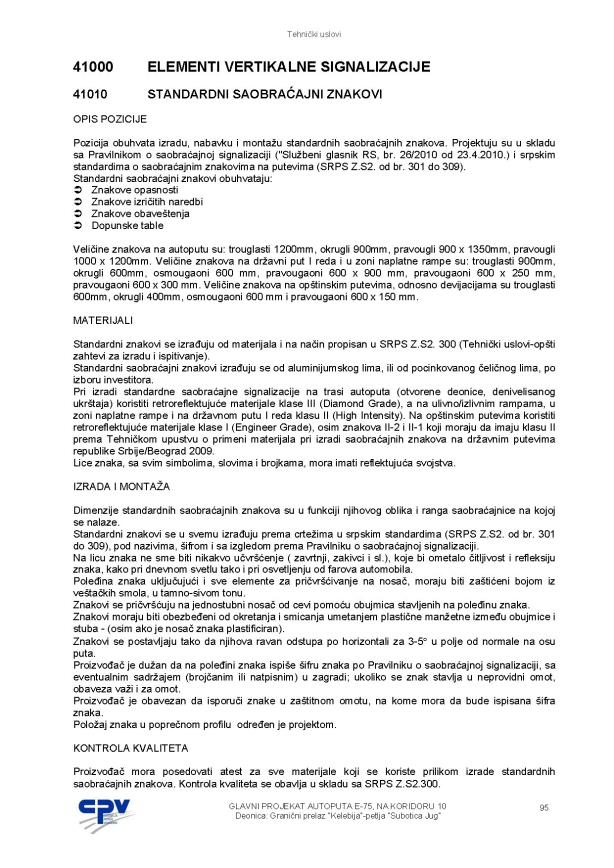 Tehnički uslovi
41000 ELEMENTI VERTIKALNE SIGNALIZACIJE
41010 STANDARDNI SAOBRAĆAJNI ZNAKOVI
OPIS POZICIJE
Pozicija obuhvata izradu, nabavku i montažu standardnih saobraćajnih znakova. Projektuju su u skladu
sa Pravilnikom o saobraćajnoj signalizaciji ("Službeni glasnik RS, br. 26/2010 od 23.4.2010.) i srpskim
standardima o saobraćajnim znakovima na putevima (SRPS Z.S2. od br. 301 do 309).
Standardni saobraćajni znakovi obuhvataju:
➲ Znakove opasnosti
➲ Znakove izričitih naredbi
➲ Znakove obaveštenja
➲ Dopunske table
Veličine znakova na autoputu su: trouglasti 1200mm, okrugli 900mm, pravougli 900 x 1350mm, pravougli
1000 x 1200mm. Veličine znakova na državni put I reda i u zoni naplatne rampe su: trouglasti 900mm,
okrugli 600mm, osmougaoni 600 mm, pravougaoni 600 x 900 mm, pravougaoni 600 x 250 mm,
pravougaoni 600 x 300 mm. Veličine znakova na opštinskim putevima, odnosno devijacijama su trouglasti
600mm, okrugli 400mm, osmougaoni 600 mm i pravougaoni 600 x 150 mm.
MATERIJALI
Standardni znakovi se izrađuju od materijala i na način propisan u SRPS Z.S2. 300 (Tehnički uslovi-opšti
zahtevi za izradu i ispitivanje).
Standardni saobraćajni znakovi izrađuju se od aluminijumskog lima, ili od pocinkovanog čeličnog lima, po
izboru investitora.
Pri izradi standardne saobraćajne signalizacije na trasi autoputa (otvorene deonice, denivelisanog
ukrštaja) koristiti retroreflektujuće materijale klase III (Diamond Grade), a na ulivno/izlivnim rampama, u
zoni naplatne rampe i na državnom putu I reda klasu II (High Intensity). Na opštinskim putevima koristiti
retroreflektujuće materijale klase I (Engineer Grade), osim znakova II-2 i II-1 koji moraju da imaju klasu II
prema Tehničkom upustvu o primeni materijala pri izradi saobraćajnih znakova na državnim putevima
republike Srbije/Beograd 2009.
Lice znaka, sa svim simbolima, slovima i brojkama, mora imati reflektujuća svojstva.
IZRADA I MONTAŽA
Dimenzije standardnih saobraćajnih znakova su u funkciji njihovog oblika i ranga saobraćajnice na kojoj
se nalaze.
Standardni znakovi se u svemu izrađuju prema crtežima u srpskim standardima (SRPS Z.S2. od br. 301
do 309), pod nazivima, šifrom i sa izgledom prema Pravilniku o saobraćajnoj signalizaciji.
Na licu znaka ne sme biti nikakvo učvršćenje ( zavrtnji, zakivci i sl.), koje bi ometalo čitljivost i refleksiju
znaka, kako pri dnevnom svetlu tako i pri osvetljenju od farova automobila.
Poleđina znaka uključujući i sve elemente za pričvršćivanje na nosač, moraju biti zaštićeni bojom iz
veštačkih smola, u tamno-sivom tonu.
Znakovi se pričvršćuju na jednostubni nosač od cevi pomoću obujmica stavljenih na poleđinu znaka.
Znakovi moraju biti obezbeđeni od okretanja i smicanja umetanjem plastične manžetne između obujmice i
stuba - (osim ako je nosač znaka plastificiran).
Znakovi se postavljaju tako da njihova ravan odstupa po horizontali za 3-5° u polje od normale na osu
puta.
Proizvođač je dužan da na poleđini znaka ispiše šifru znaka po Pravilniku o saobraćajnoj signalizaciji, sa
eventualnim sadržajem (brojčanim ili natpisnim) u zagradi; ukoliko se znak stavlja u neprovidni omot,
obaveza važi i za omot.
Proizvođač je obavezan da isporuči znake u zaštitnom omotu, na kome mora da bude ispisana šifra
znaka.
Položaj znaka u poprečnom profilu određen je projektom.
KONTROLA KVALITETA
Proizvođač mora posedovati atest za sve materijale koji se koriste prilikom izrade standardnih
saobraćajnih znakova. Kontrola kvaliteta se obavlja u skladu sa SRPS Z.S2.300.
CPV
GLAVNI PROJEKAT AUTOPUTA E-75, NA KORIDORU 10 95
Deonica: Granični prelaz "Kelebija"-petlja "Subotica Jug"